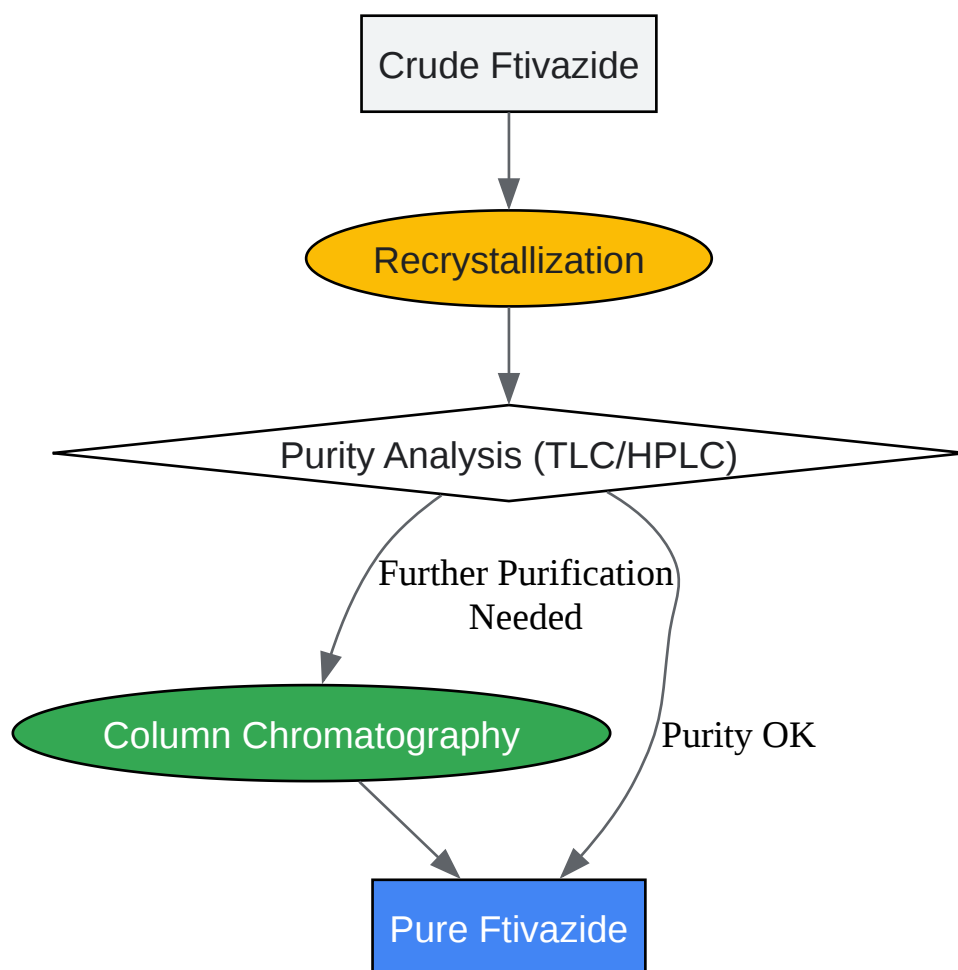 Crude Ftivazide
Recrystallization
Purity Analysis (TLC/HPLC)
Further Purification
Needed
Column Chromatography
Purity OK
Pure Ftivazide